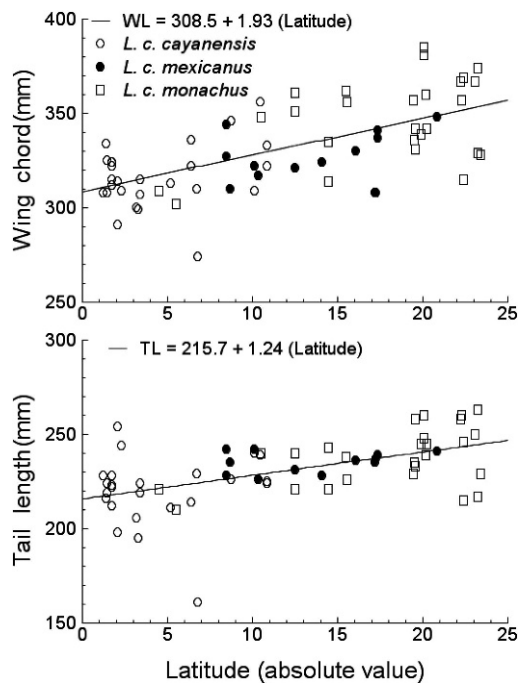 WL = 308.5 + 1.93 (Latitude)
L. c. cayanensis
L. c. mexicanus
L. c. monachus
400
350
300
250
Wing chord (mm)
0 5 10 15 20 25
TL = 215.7 + 1.24 (Latitude)
300
250
200
150
Tail length (mm)
0 5 10 15 20 25
Latitude (absolute value)